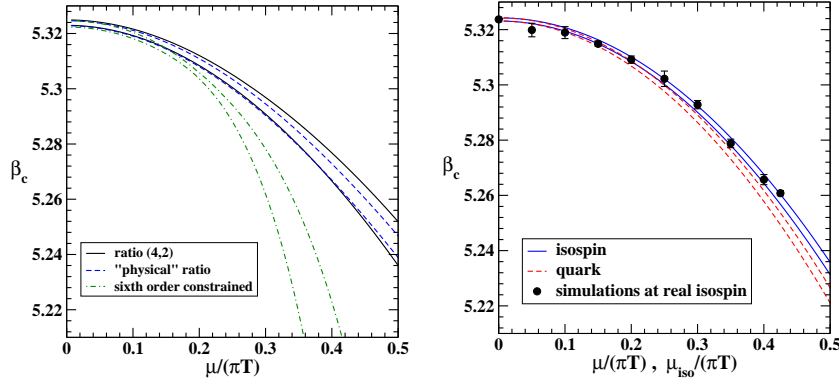 5.32
5.3
5.28
5.26
5.24
5.22
β_c
0
0.1
0.2
0.3
0.4
0.5
μ/(πT)
ratio (4,2)
"physical" ratio
sixth order constrained
5.32
5.3
5.28
5.26
5.24
5.22
β_c
0
0.1
0.2
0.3
0.4
0.5
μ/(πT) , μ_iso/(πT)
isospin
quark
simulations at real isospin